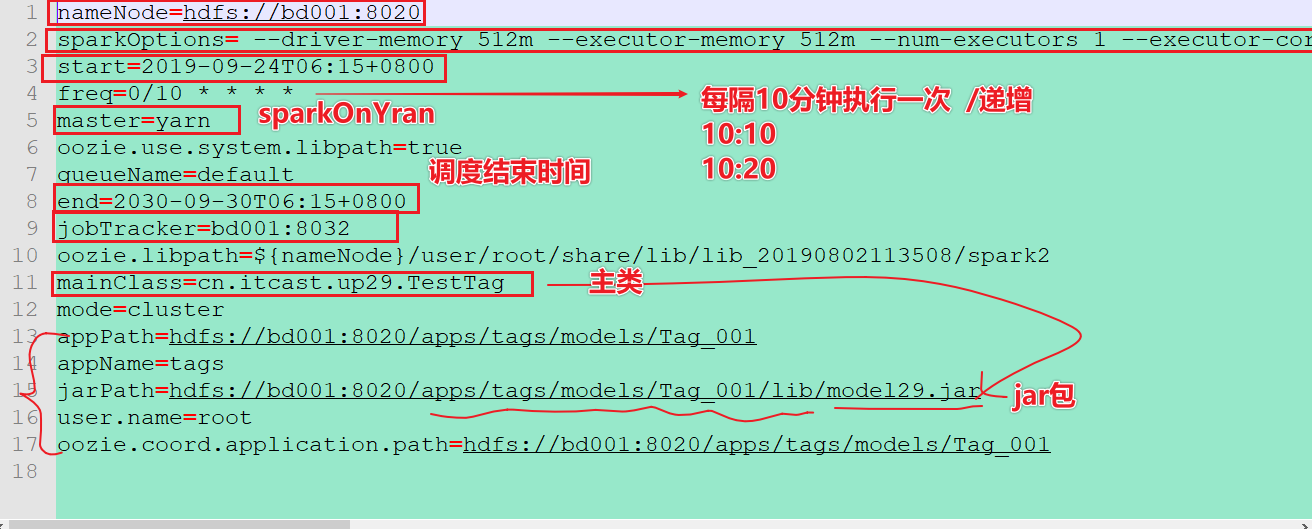 1 nameNode=hdfs://bd001:8020
2 sparkOptions= --driver-memory 512m --executor-memory 512m --num-executors 1 --executor-cor
3 start=2019-09-24T06:15+0800
4 freq=0/10 * * * * 每隔10分钟执行一次 /递增
5 master=yarn sparkOnYran 10:10
6 oozie.use.system.libpath=true 10:20
7 queueName=default 调度结束时间
8 end=2030-09-30T06:15+0800
9 jobTracker=bd001:8032
10 oozie.libpath=${nameNode}/user/root/share/lib/lib_20190802113508/spark2
11 mainClass=cn.itcast.up29.TestTag 主类
12 mode=cluster
13 appPath=hdfs://bd001:8020/apps/tags/models/Tag_001
14 appName=tags
15 jarPath=hdfs://bd001:8020/apps/tags/models/Tag_001/lib/model29.jar jar包
16 user.name=root
17 oozie.coord.application.path=hdfs://bd001:8020/apps/tags/models/Tag_001
18